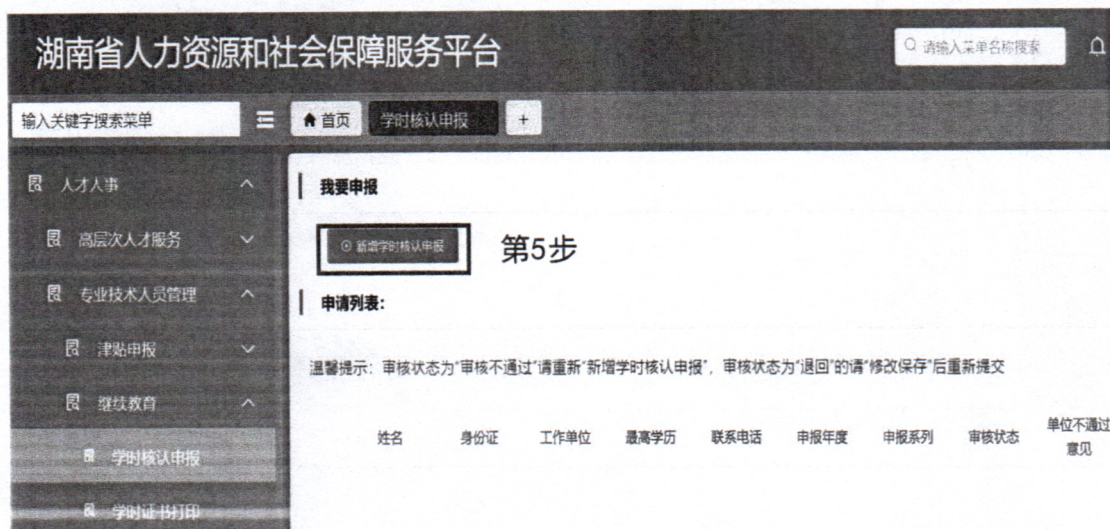 湖南省人力资源和社会保障服务平台
请输入菜单名称搜索
输入关键字搜索菜单
首页
学时核认申报
+
人才人事
高层次人才服务
专业技术人员管理
津贴申报
继续教育
学时核认申报
学时证书打印
我要申报
新增学时核认申报
第5步
申请列表：
温馨提示：审核状态为“审核不通过”请重新“新增学时核认申报”，审核状态为“退回”的请“修改保存”后重新提交
姓名 身份证 工作单位 最高学历 联系电话 申报年度 申报系列 审核状态 单位不通过
意见